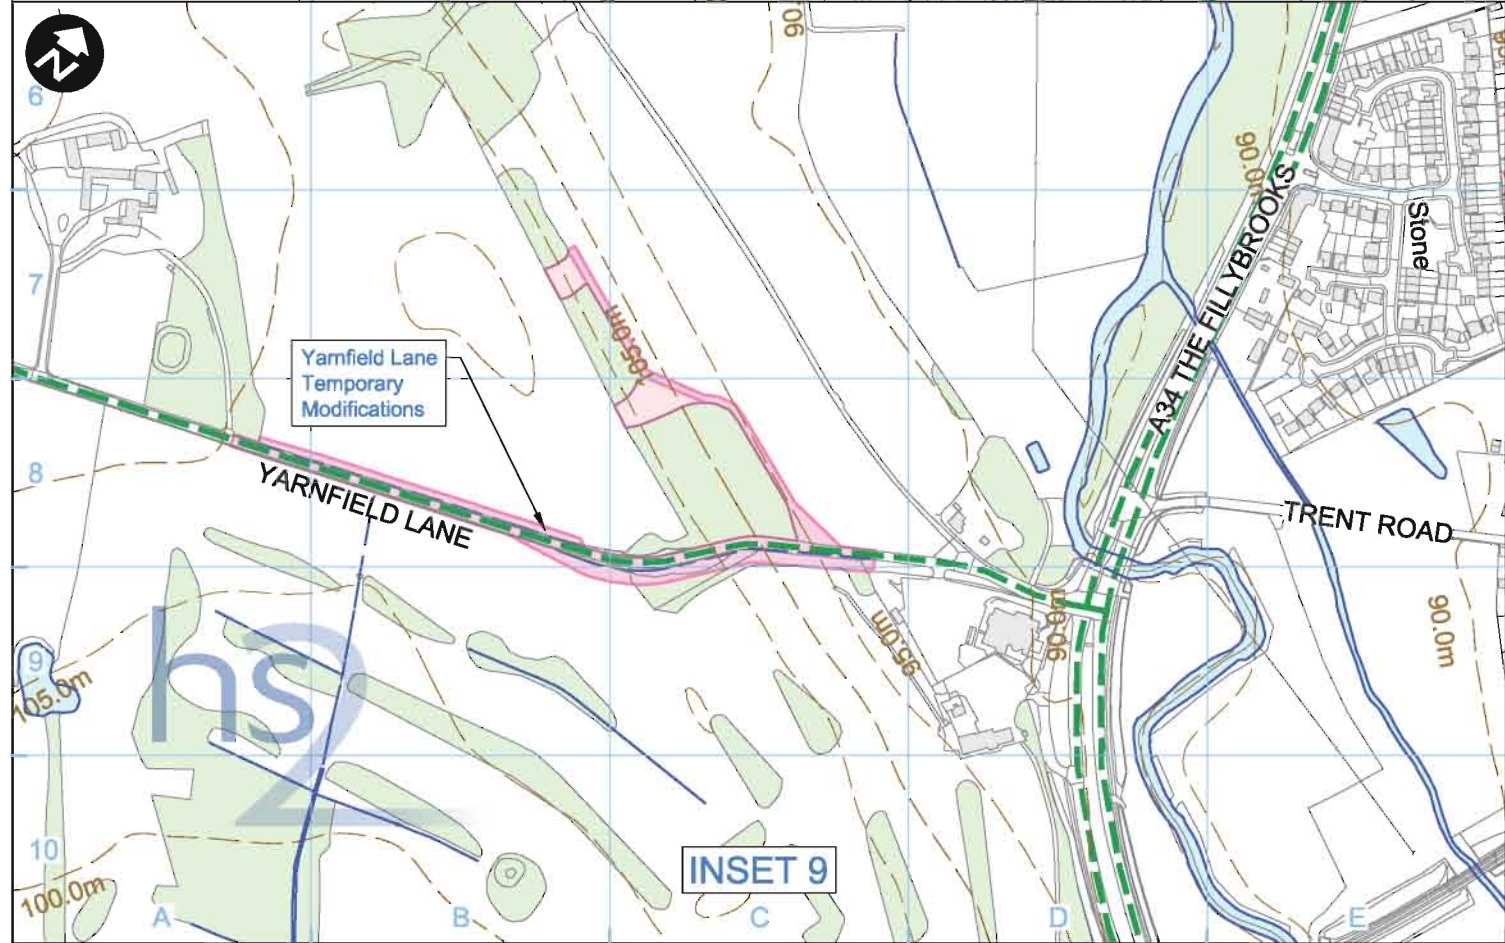 N
90
6
90.0m
Stone
7
105.0m
A34 THE FILLYBROOKS
Yarnfield Lane
Temporary
Modifications
8
YARNFIELD LANE
TRENT ROAD
9
105.0m
hs2
95.0m
90.0m
90.0m
10
100.0m
INSET 9
A
B
C
D
E